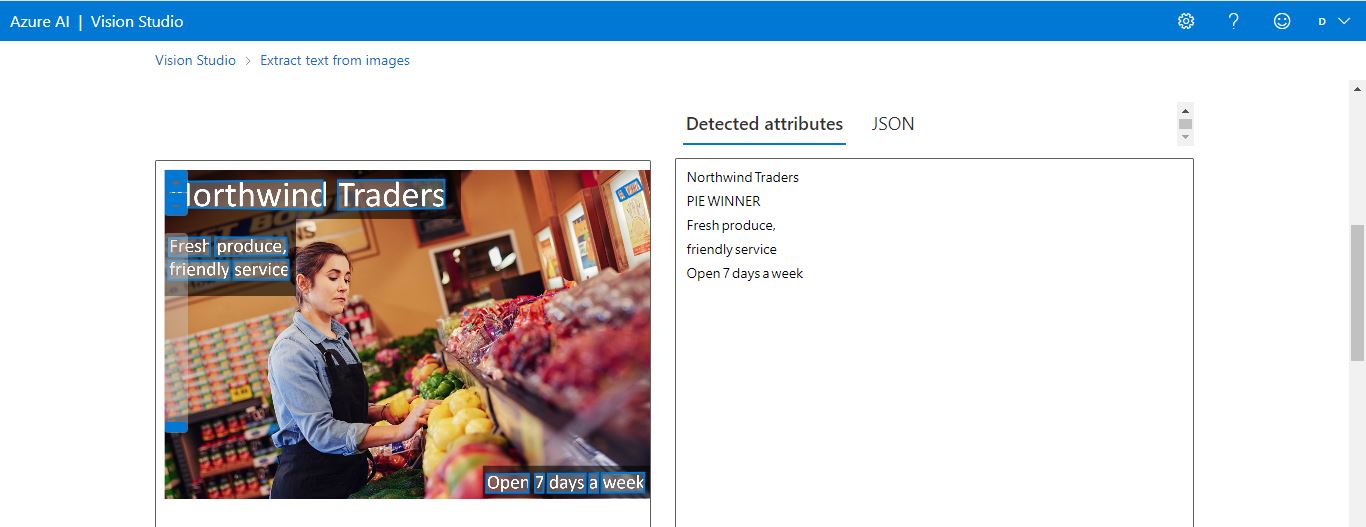 Azure AI | Vision Studio
D
Vision Studio > Extract text from images
Detected attributes
JSON
Northwind Traders
Fresh produce,
friendly service
Open 7 days a week
Northwind Traders
PIE WINNER
Fresh produce,
friendly service
Open 7 days a week